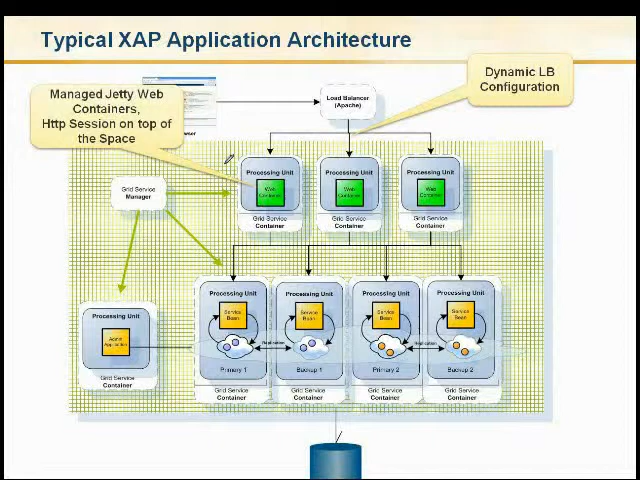 Typical XAP Application Architecture
Dynamic LB
Configuration
Managed Jetty Web
Containers,
Http Session on top of
the Space
Load Balancer
(Apache)
Processing Unit
Processing Unit
Processing Unit
Web
Container
Web
Container
Web
Container
Grid Service
Manager
Grid Service
Container
Grid Service
Container
Grid Service
Container
Processing Unit
Processing Unit
Processing Unit
Processing Unit
Processing Unit
Service
Bean
Service
Bean
Service
Bean
Service
Bean
Admin
Application
Replication
Replication
Primary 1
Backup 1
Primary 2
Backup 2
Grid Service
Container
Grid Service
Container
Grid Service
Container
Grid Service
Container
Grid Service
Container